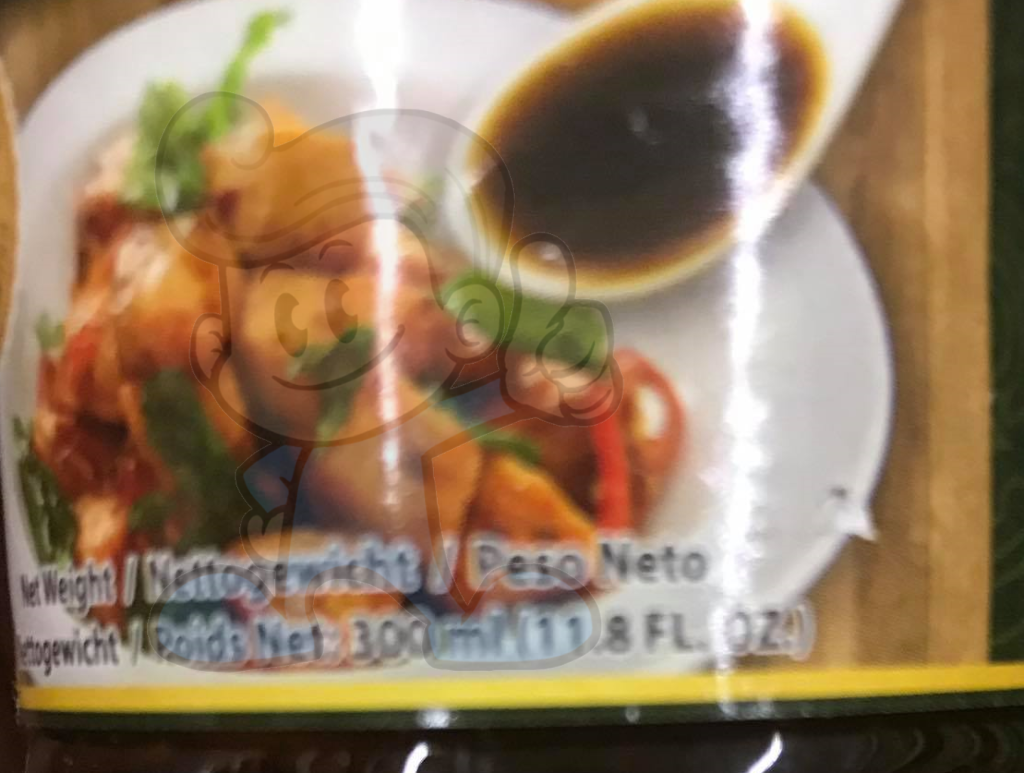 Net Weight / Nettogewicht / Peso Neto
Nettogewicht / Poids Net: 300 ml (11.8 FL. OZ.)